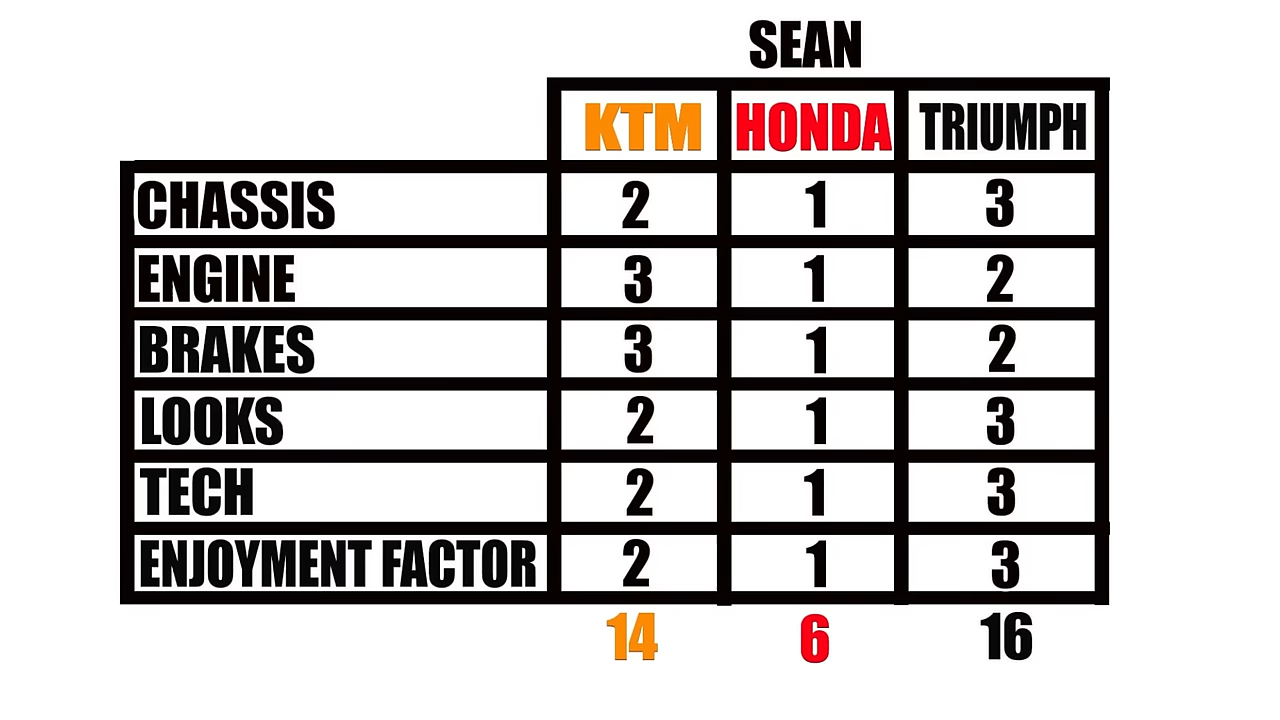 SEAN
KTM HONDA TRIUMPH
CHASSIS 2 1 3
ENGINE 3 1 2
BRAKES 3 1 2
LOOKS 2 1 3
TECH 2 1 3
ENJOYMENT FACTOR 2 1 3
14 6 16